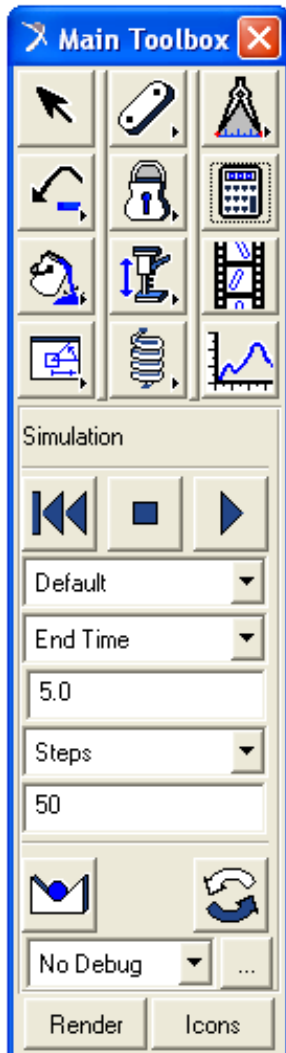 Main Toolbox
Simulation
Default
End Time
5.0
Steps
50
No Debug
...
Render
Icons